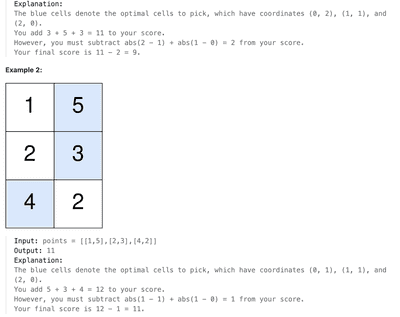 Explanation:
The blue cells denote the optimal cells to pick, which have coordinates (0, 2), (1, 1), and
(2, 0).
You add 3 + 5 + 3 = 11 to your score.
However, you must subtract abs(2 - 1) + abs(1 - 0) = 2 from your score.
Your final score is 11 - 2 = 9.
Example 2:
1 5
2 3
4 2
Input: points = [[1,5],[2,3],[4,2]]
Output: 11
Explanation:
The blue cells denote the optimal cells to pick, which have coordinates (0, 1), (1, 1), and
(2, 0).
You add 5 + 3 + 4 = 12 to your score.
However, you must subtract abs(1 - 1) + abs(1 - 0) = 1 from your score.
Your final score is 12 - 1 = 11.